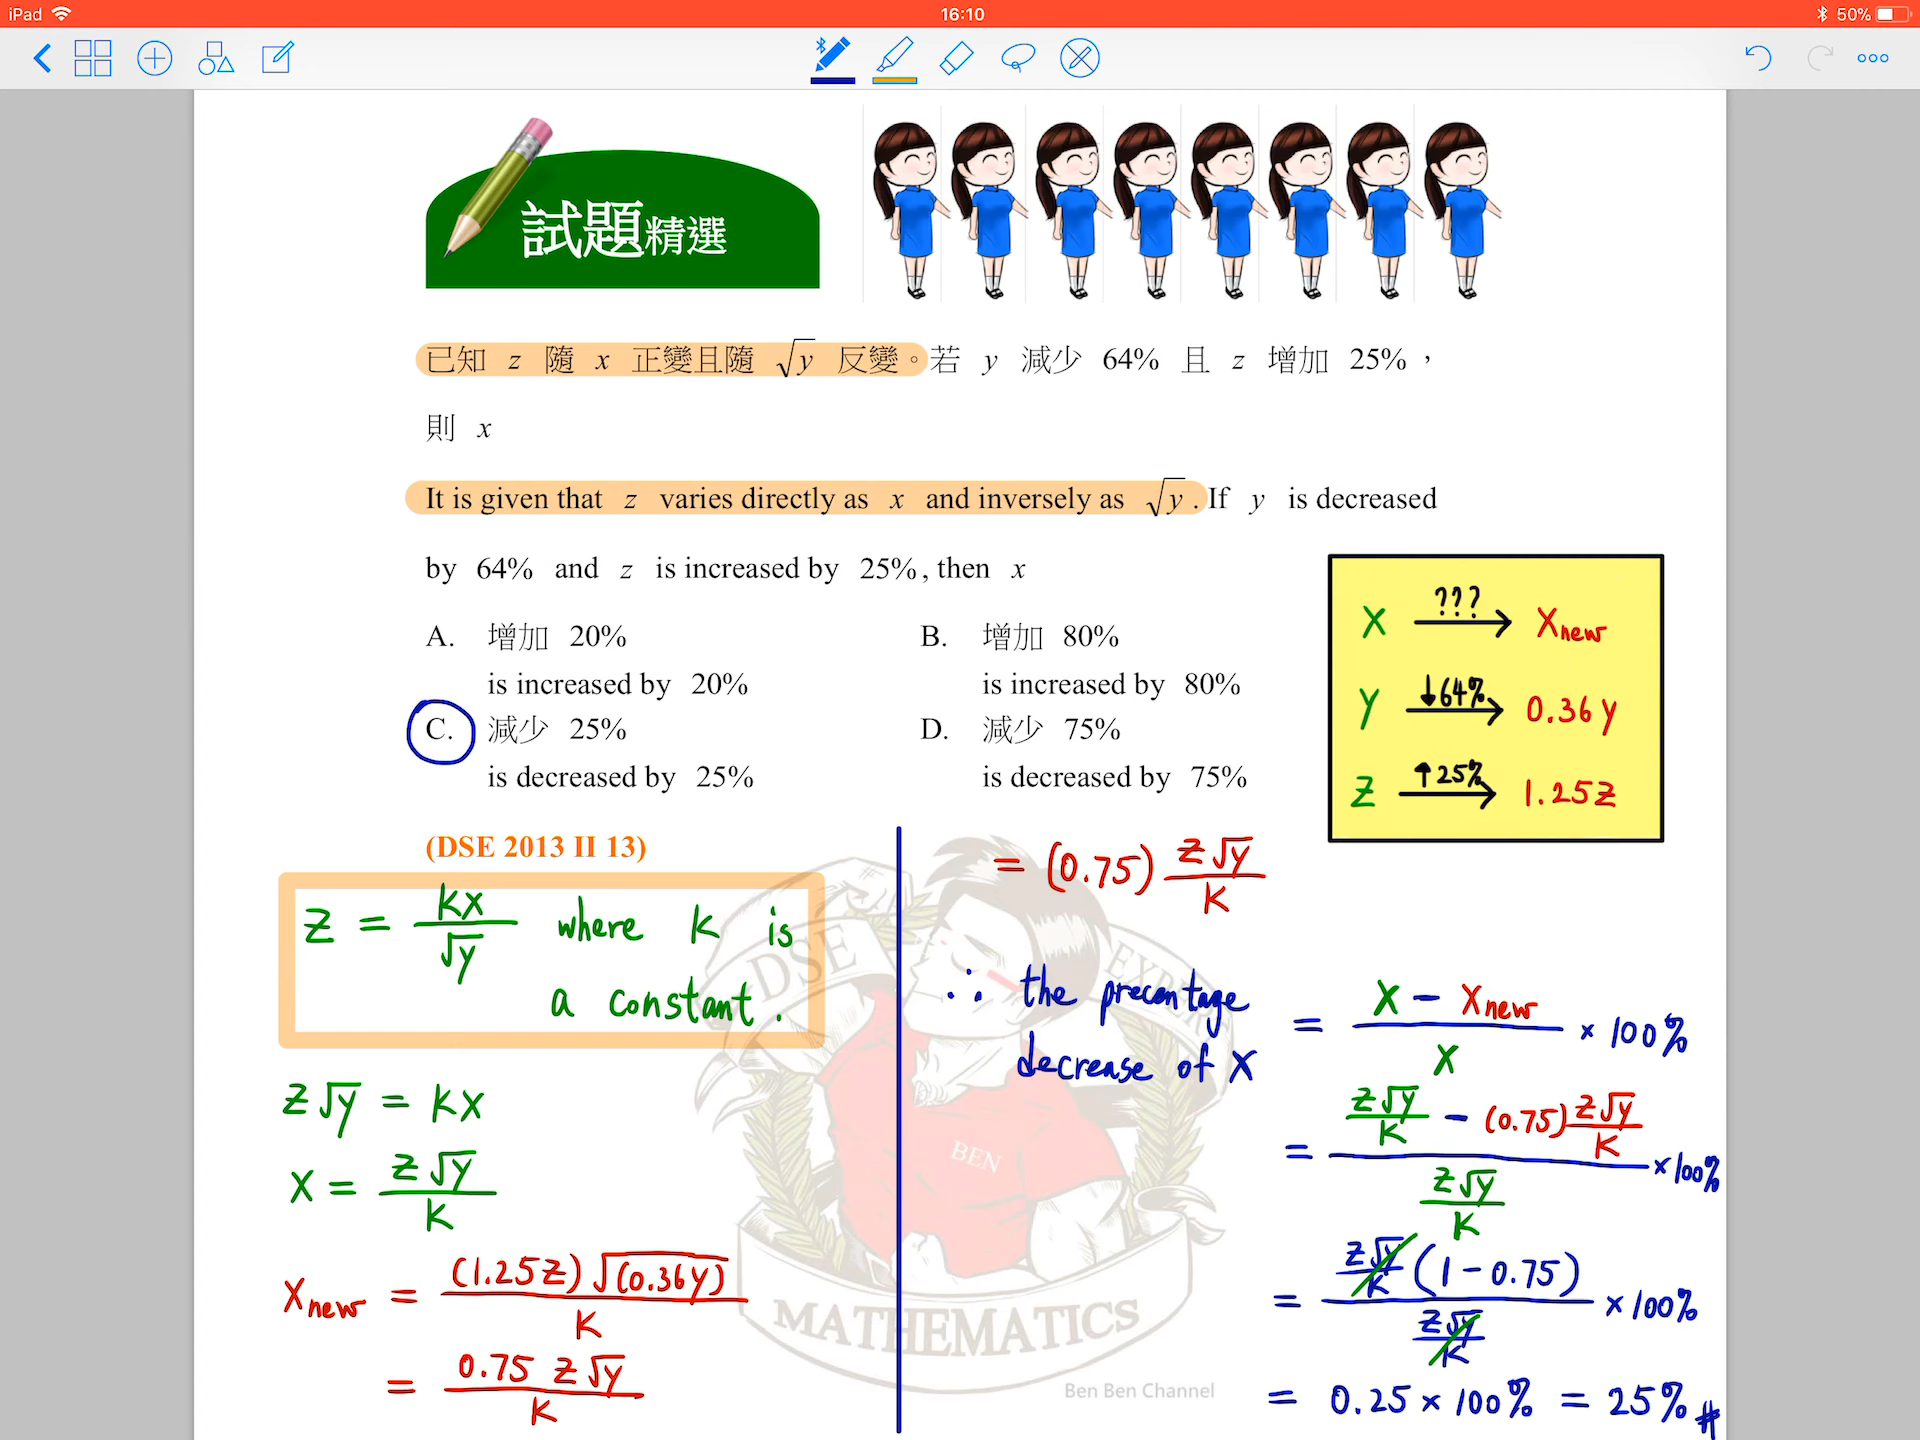 iPad 16:10 50%
試題精選
已知 z 隨 x 正變且隨 √y 反變。若 y 減少 64% 且 z 增加 25%，
則 x
It is given that z varies directly as x and inversely as √y. If y is decreased
by 64% and z is increased by 25%, then x
A. 增加 20% B. 增加 80%
is increased by 20% is increased by 80%
C. 減少 25% D. 減少 75%
is decreased by 25% is decreased by 75%
X ???→ Xnew
Y ↓64%→ 0.36Y
Z ↑25%→ 1.25Z
(DSE 2013 II 13)
Z = KX/√Y where K is
a constant.
Z√Y = KX
X = Z√Y/K
Xnew = (1.25Z)√(0.36Y)/K
= 0.75 Z√Y/K
= (0.75) Z√Y/K
∴ the precentage
decrease of X
= (X − Xnew)/X × 100%
= (Z√Y/K − (0.75)Z√Y/K)/(Z√Y/K) × 100%
= (Z√Y/K (1 − 0.75))/(Z√Y/K) × 100%
= 0.25 × 100% = 25% #
DSE EXPERT
BEN
MATHEMATICS
Ben Ben Channel